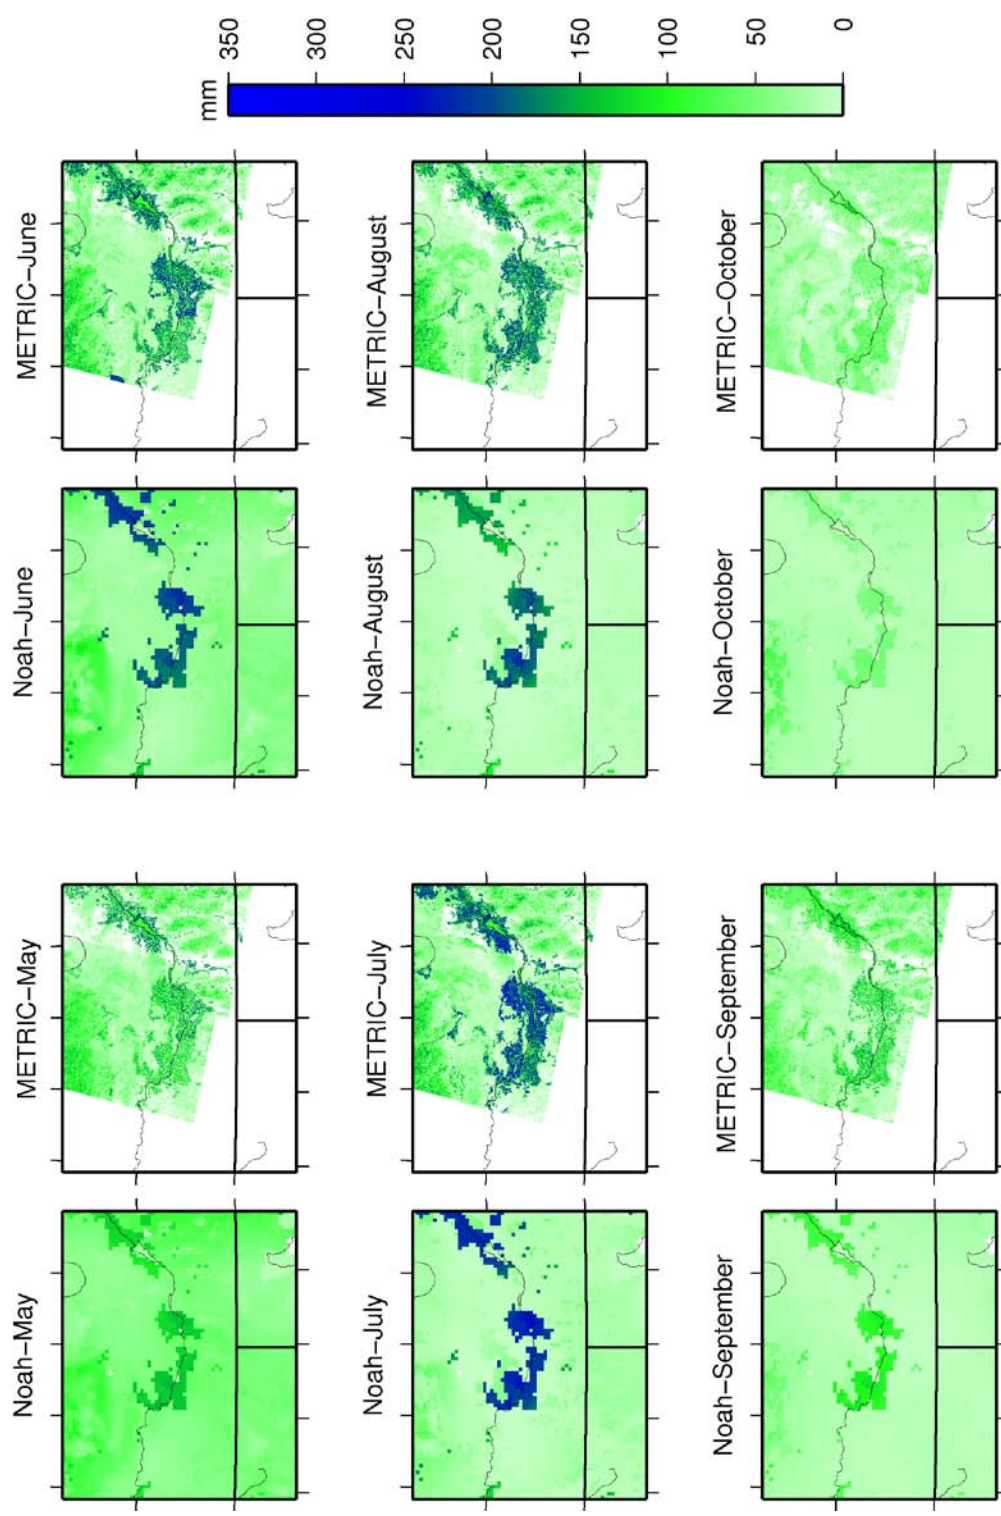 Noah−May
METRIC−May
Noah−June
METRIC−June
Noah−July
METRIC−July
Noah−August
METRIC−August
Noah−September
METRIC−September
Noah−October
METRIC−October
mm
350
300
250
200
150
100
50
0